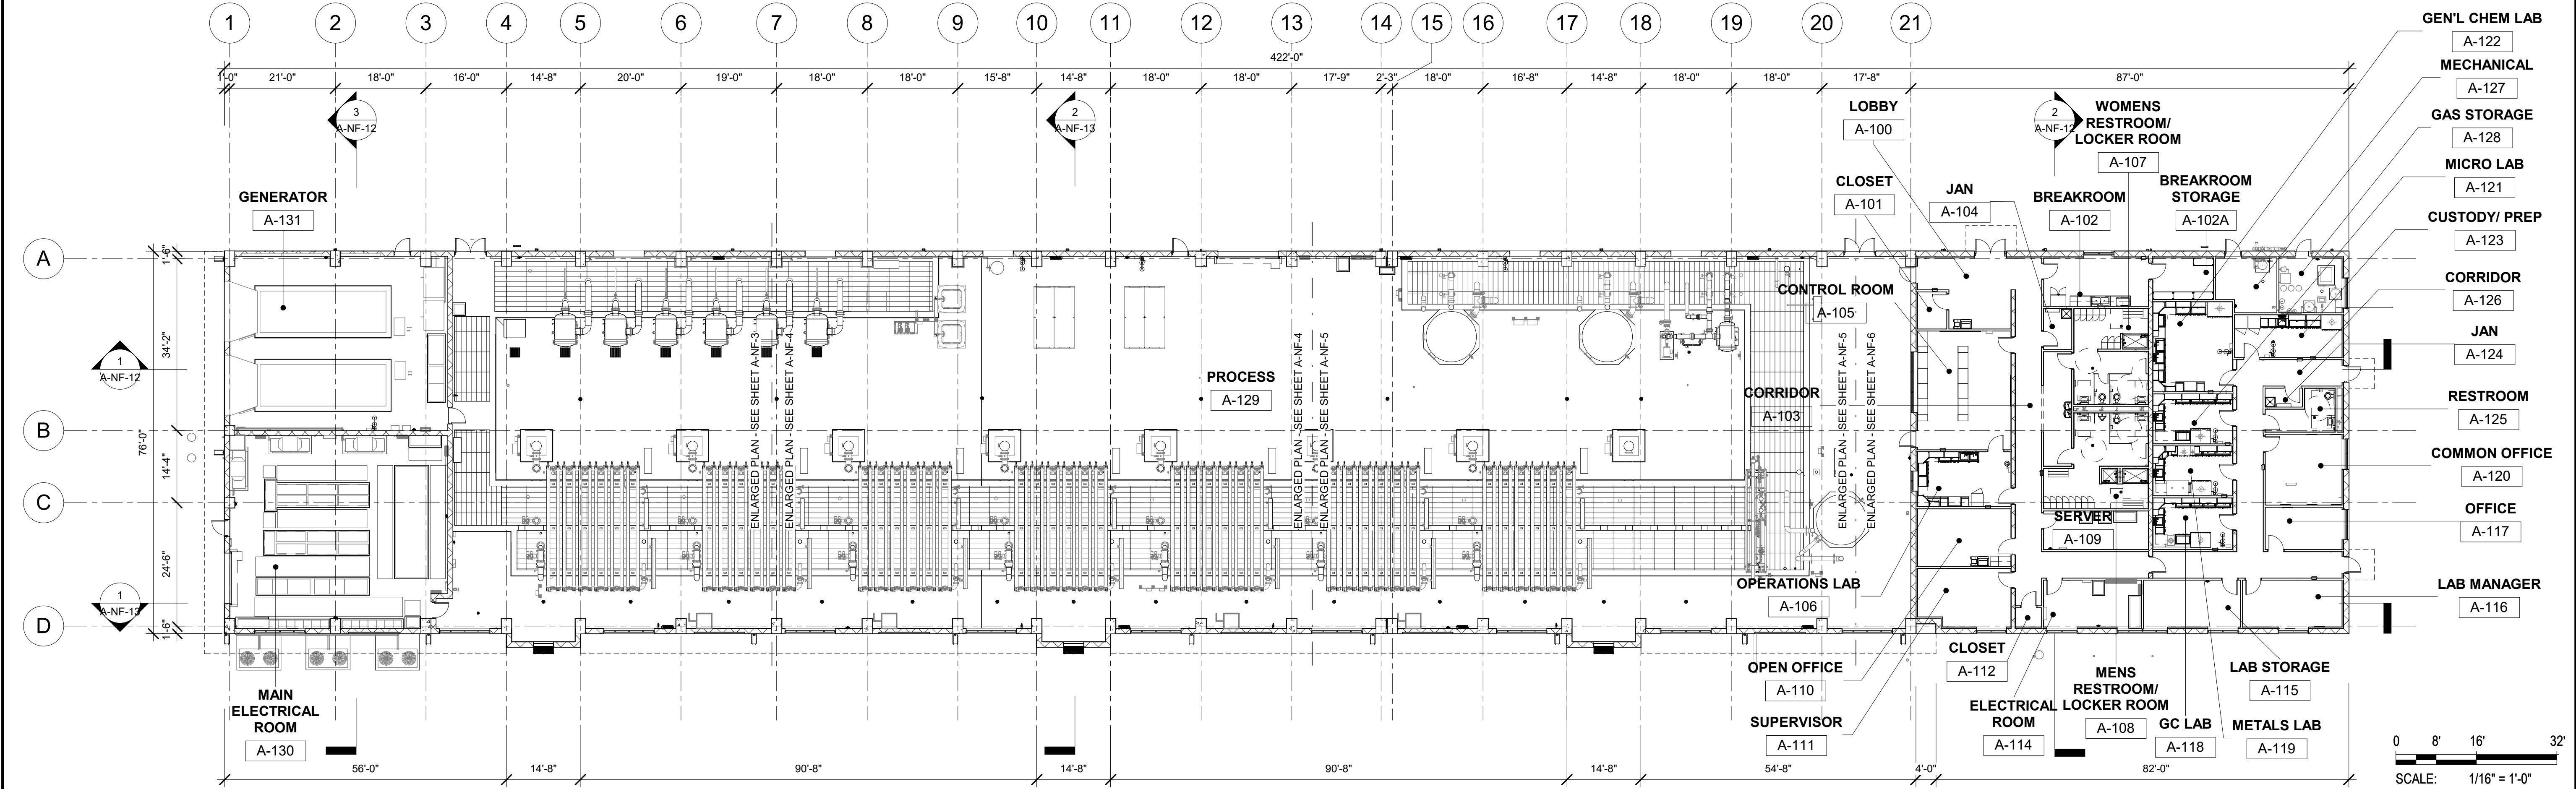 1 2 3 4 5 6 7 8 9 10 11 12 13 14 15 16 17 18 19 20 21
422'-0"
1'-0" 21'-0" 18'-0" 16'-0" 14'-8" 20'-0" 19'-0" 18'-0" 18'-0" 15'-8" 14'-8" 18'-0" 18'-0" 17'-9" 2'-3" 18'-0" 16'-8" 14'-8" 18'-0" 18'-0" 17'-8" 87'-0"
3
A-NF-12
2
A-NF-13
2
A-NF-12
GEN'L CHEM LAB
A-122
MECHANICAL
A-127
GAS STORAGE
A-128
MICRO LAB
A-121
CUSTODY/ PREP
A-123
CORRIDOR
A-126
JAN
A-124
RESTROOM
A-125
COMMON OFFICE
A-120
OFFICE
A-117
LAB MANAGER
A-116
LOBBY
A-100
WOMENS
RESTROOM/
LOCKER ROOM
A-107
CLOSET
A-101
JAN
A-104
BREAKROOM
A-102
BREAKROOM
STORAGE
A-102A
GENERATOR
A-131
A
B
C
D
1'-6"
34'-2"
76'-0"
14'-4"
24'-6"
1'-6"
1
A-NF-12
1
A-NF-13
CONTROL ROOM
A-105
PROCESS
A-129
CORRIDOR
A-103
ENLARGED PLAN - SEE SHEET A-NF-3
ENLARGED PLAN - SEE SHEET A-NF-4
ENLARGED PLAN - SEE SHEET A-NF-4
ENLARGED PLAN - SEE SHEET A-NF-5
ENLARGED PLAN - SEE SHEET A-NF-5
ENLARGED PLAN - SEE SHEET A-NF-6
SERVER
A-109
OPERATIONS LAB
A-106
OPEN OFFICE
A-110
SUPERVISOR
A-111
CLOSET
A-112
ELECTRICAL
ROOM
A-114
MENS
RESTROOM/
LOCKER ROOM
A-108
GC LAB
A-118
METALS LAB
A-119
LAB STORAGE
A-115
MAIN
ELECTRICAL
ROOM
A-130
56'-0" 14'-8" 90'-8" 14'-8" 90'-8" 14'-8" 54'-8" 4'-0" 82'-0"
0 8' 16' 32'
SCALE: 1/16" = 1'-0"